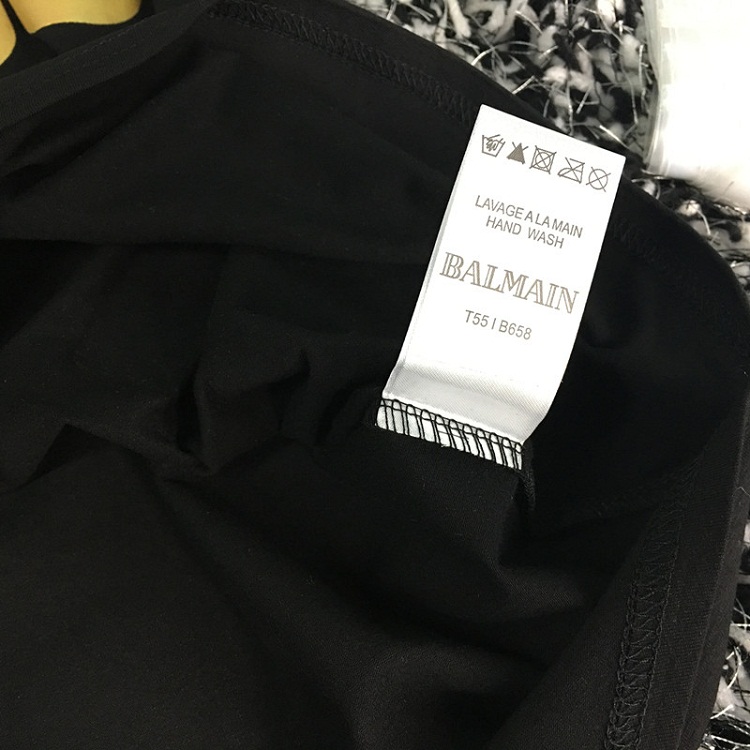 LAVAGE A LA MAIN
HAND WASH
BALMAIN
T55 I B658